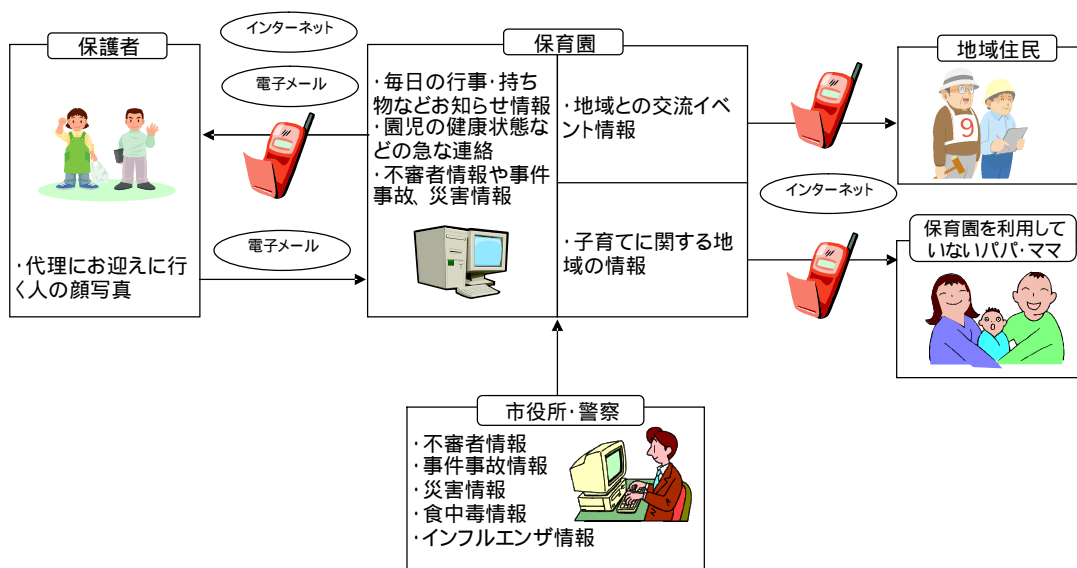 保護者
インターネット
電子メール
電子メール
・代理にお迎えに行
く人の顔写真
保育園
・毎日の行事・持ち
物などお知らせ情報
・園児の健康状態な
どの急な連絡
・不審者情報や事件
事故、災害情報
・地域との交流イベ
ント情報
・子育てに関する地
域の情報
地域住民
9
インターネット
保育園を利用して
いないパパ・ママ
市役所・警察
・不審者情報
・事件事故情報
・災害情報
・食中毒情報
・インフルエンザ情報